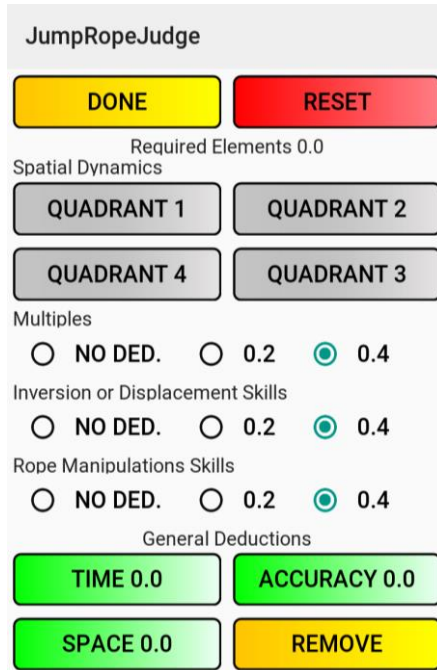 JumpRopeJudge
DONE RESET
Required Elements 0.0
Spatial Dynamics
QUADRANT 1 QUADRANT 2
QUADRANT 4 QUADRANT 3
Multiples
NO DED. 0.2 0.4
Inversion or Displacement Skills
NO DED. 0.2 0.4
Rope Manipulations Skills
NO DED. 0.2 0.4
General Deductions
TIME 0.0 ACCURACY 0.0
SPACE 0.0 REMOVE